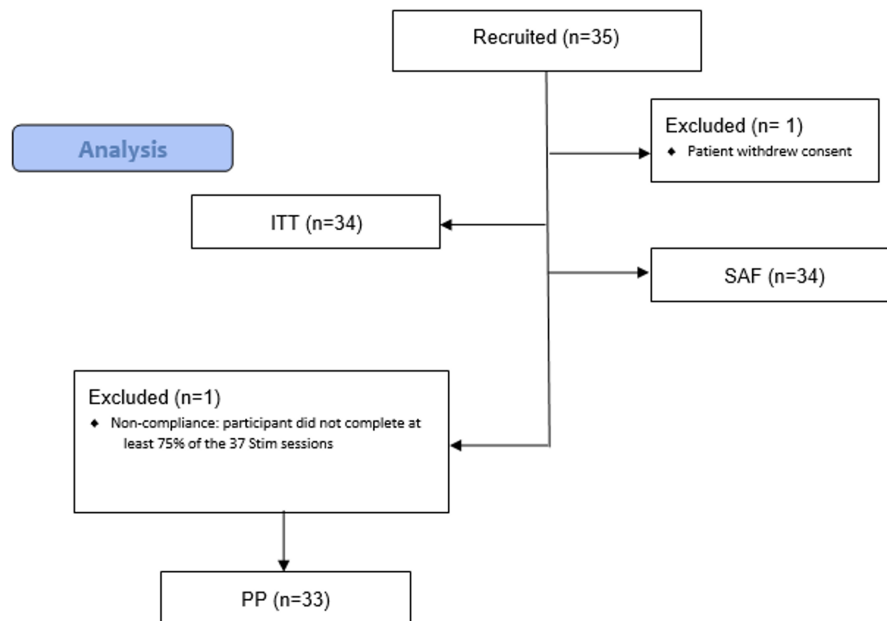 Recruited (n=35)
Excluded (n= 1)
♦ Patient withdrew consent
Analysis
ITT (n=34)
SAF (n=34)
Excluded (n=1)
♦ Non-compliance: participant did not complete at
least 75% of the 37 Stim sessions
PP (n=33)